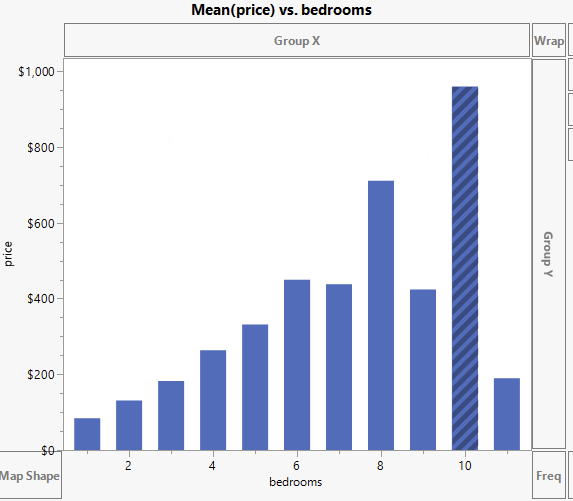 Mean(price) vs. bedrooms
Group X
Wrap
$1,000
$800
$600
$400
$200
$0
price
Group Y
2
4
6
8
10
bedrooms
Map Shape
Freq